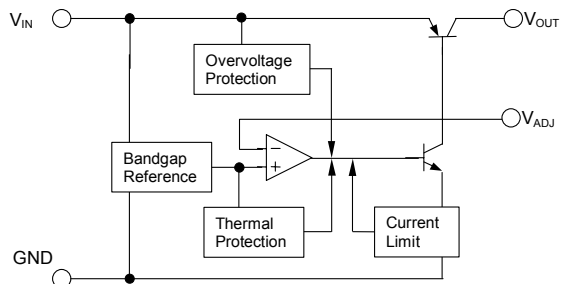 VIN
VOUT
Overvoltage
Protection
VADJ
−
+
Bandgap
Reference
Thermal
Protection
Current
Limit
GND